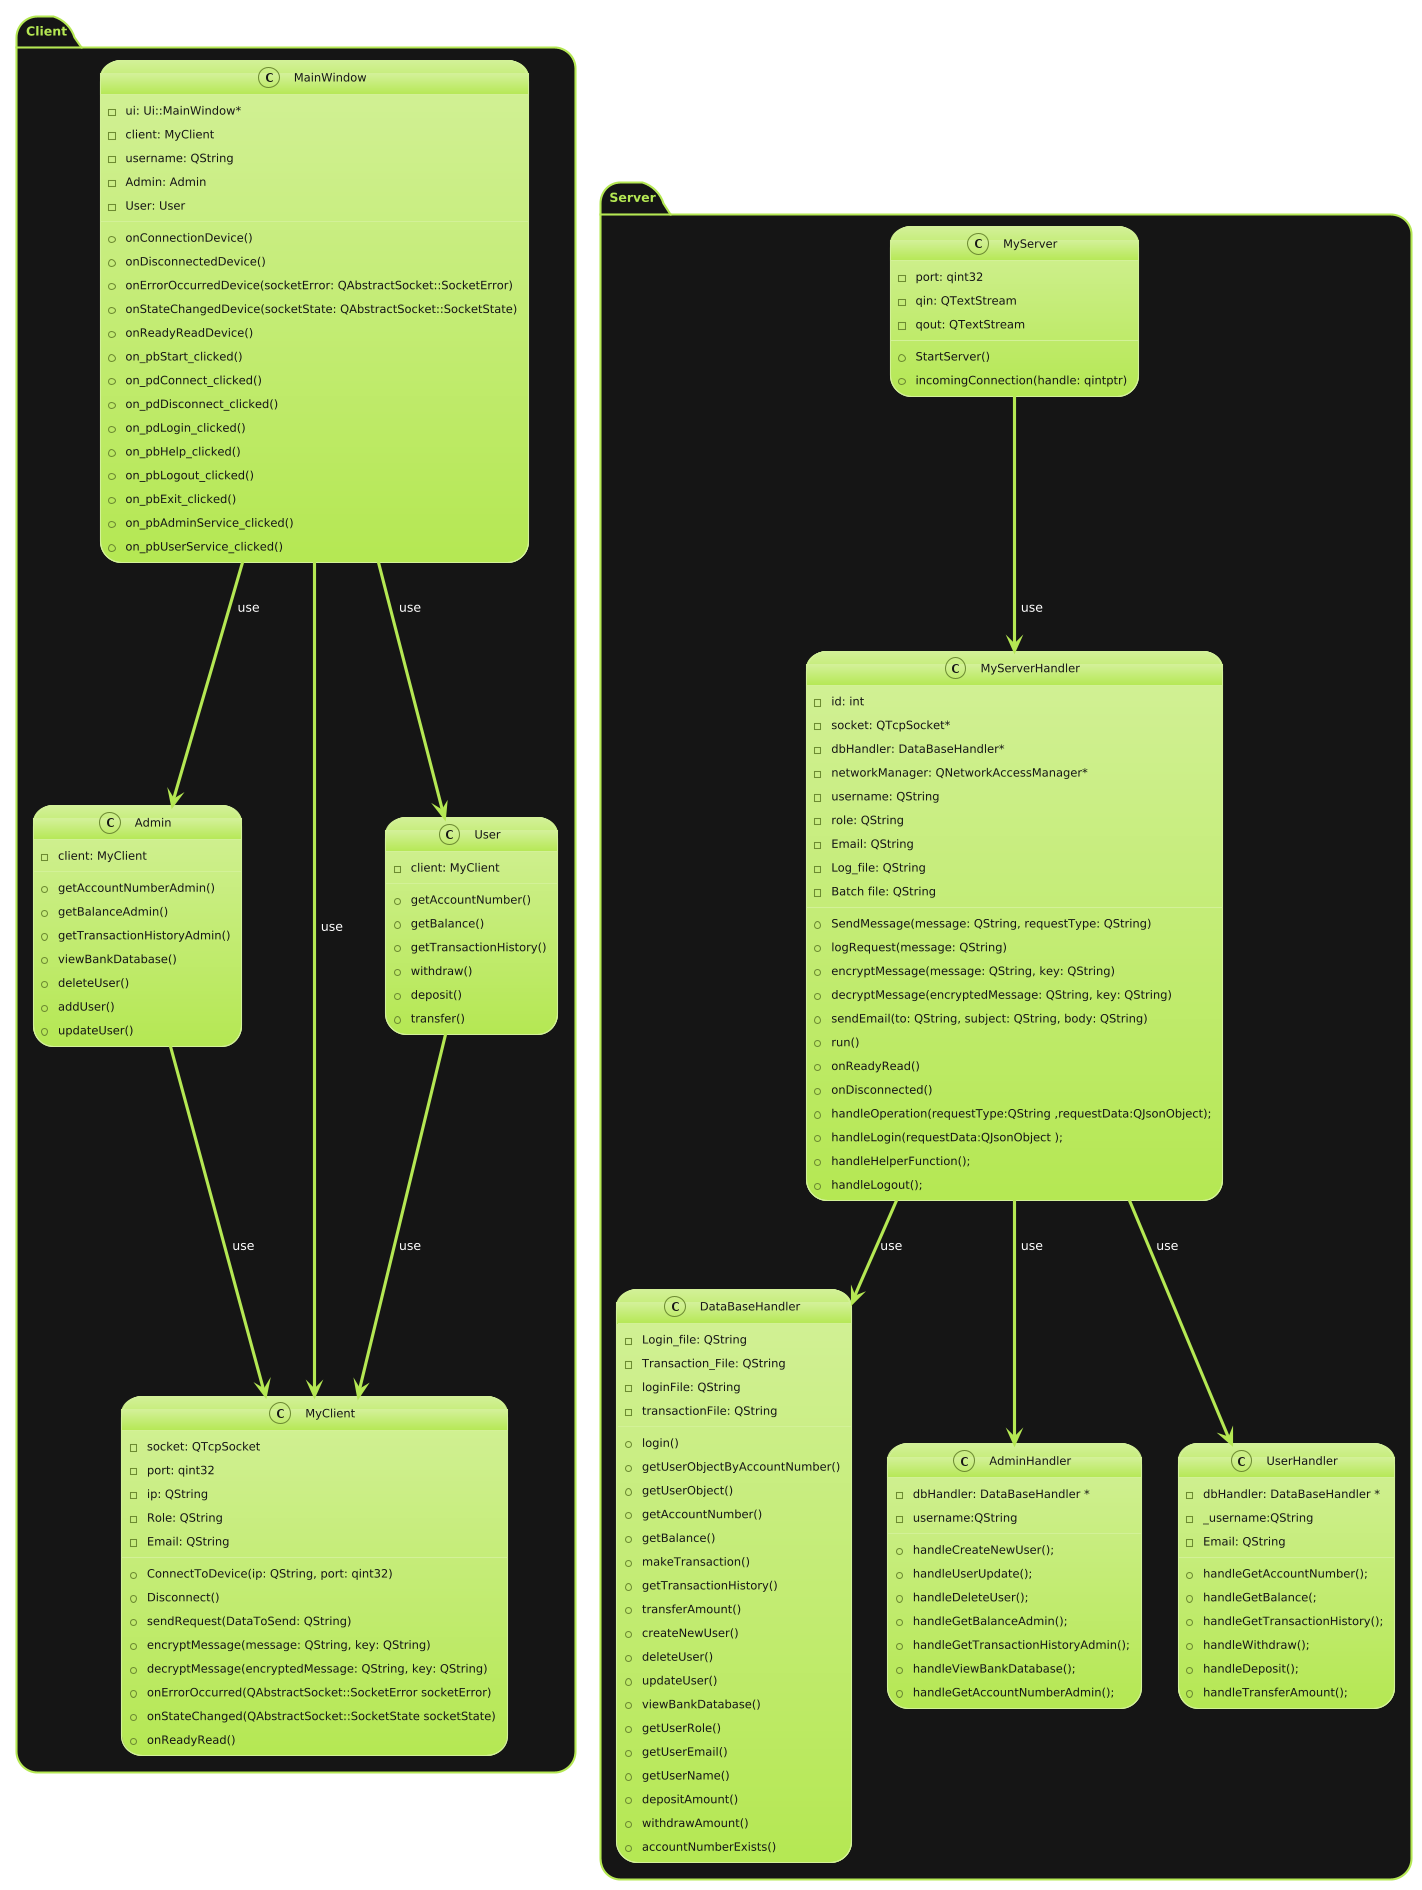 Client
MainWindow
ui: Ui::MainWindow*
client: MyClient
username: QString
Admin: Admin
User: User
onConnectionDevice()
onDisconnectedDevice()
onErrorOccurredDevice(socketError: QAbstractSocket::SocketError)
onStateChangedDevice(socketState: QAbstractSocket::SocketState)
onReadyReadDevice()
on_pbStart_clicked()
on_pdConnect_clicked()
on_pdDisconnect_clicked()
on_pdLogin_clicked()
on_pbHelp_clicked()
on_pbLogout_clicked()
on_pbExit_clicked()
on_pbAdminService_clicked()
on_pbUserService_clicked()
use
use
use
Admin
client: MyClient
getAccountNumberAdmin()
getBalanceAdmin()
getTransactionHistoryAdmin()
viewBankDatabase()
deleteUser()
addUser()
updateUser()
User
client: MyClient
getAccountNumber()
getBalance()
getTransactionHistory()
withdraw()
deposit()
transfer()
use
use
MyClient
socket: QTcpSocket
port: qint32
ip: QString
Role: QString
Email: QString
ConnectToDevice(ip: QString, port: qint32)
Disconnect()
sendRequest(DataToSend: QString)
encryptMessage(message: QString, key: QString)
decryptMessage(encryptedMessage: QString, key: QString)
onErrorOccurred(QAbstractSocket::SocketError socketError)
onStateChanged(QAbstractSocket::SocketState socketState)
onReadyRead()
Server
MyServer
port: qint32
qin: QTextStream
qout: QTextStream
StartServer()
incomingConnection(handle: qintptr)
use
MyServerHandler
id: int
socket: QTcpSocket*
dbHandler: DataBaseHandler*
networkManager: QNetworkAccessManager*
username: QString
role: QString
Email: QString
Log_file: QString
Batch file: QString
SendMessage(message: QString, requestType: QString)
logRequest(message: QString)
encryptMessage(message: QString, key: QString)
decryptMessage(encryptedMessage: QString, key: QString)
sendEmail(to: QString, subject: QString, body: QString)
run()
onReadyRead()
onDisconnected()
handleOperation(requestType:QString ,requestData:QJsonObject);
handleLogin(requestData:QJsonObject );
handleHelperFunction();
handleLogout();
use
use
use
DataBaseHandler
Login_file: QString
Transaction_File: QString
loginFile: QString
transactionFile: QString
login()
getUserObjectByAccountNumber()
getUserObject()
getAccountNumber()
getBalance()
makeTransaction()
getTransactionHistory()
transferAmount()
createNewUser()
deleteUser()
updateUser()
viewBankDatabase()
getUserRole()
getUserEmail()
getUserName()
depositAmount()
withdrawAmount()
accountNumberExists()
AdminHandler
dbHandler: DataBaseHandler *
username:QString
handleCreateNewUser();
handleUserUpdate();
handleDeleteUser();
handleGetBalanceAdmin();
handleGetTransactionHistoryAdmin();
handleViewBankDatabase();
handleGetAccountNumberAdmin();
UserHandler
dbHandler: DataBaseHandler *
_username:QString
Email: QString
handleGetAccountNumber();
handleGetBalance(;
handleGetTransactionHistory();
handleWithdraw();
handleDeposit();
handleTransferAmount();